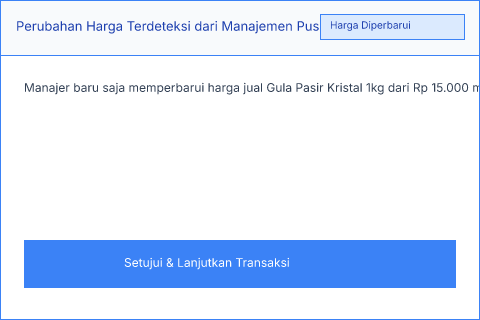 Perubahan Harga Terdeteksi dari Manajemen Pus
Harga Diperbarui
Manajer baru saja memperbarui harga jual Gula Pasir Kristal 1kg dari Rp 15.000
Setujui & Lanjutkan Transaksi